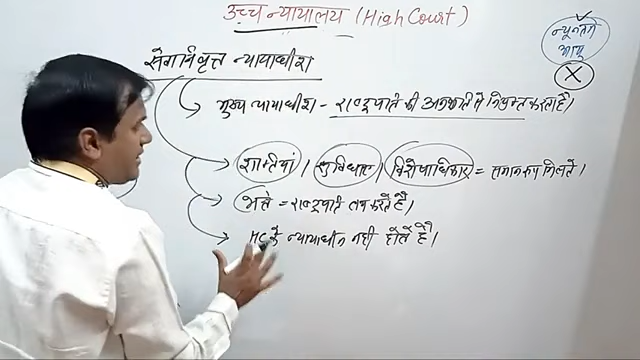 उच्च न्यायालय (High Court)
न्यूनतम
आयु
सेवानिवृत्त न्यायाधीश
मुख्य न्यायाधीश - राष्ट्रपति की अनुमति से नियुक्त करता है।
शक्तियां / सुविधाएं / विशेषाधिकार = समान रूप मिलते।
भत्ते = राष्ट्रपति तय करते है।
HC के न्यायाधीश नही होते है।